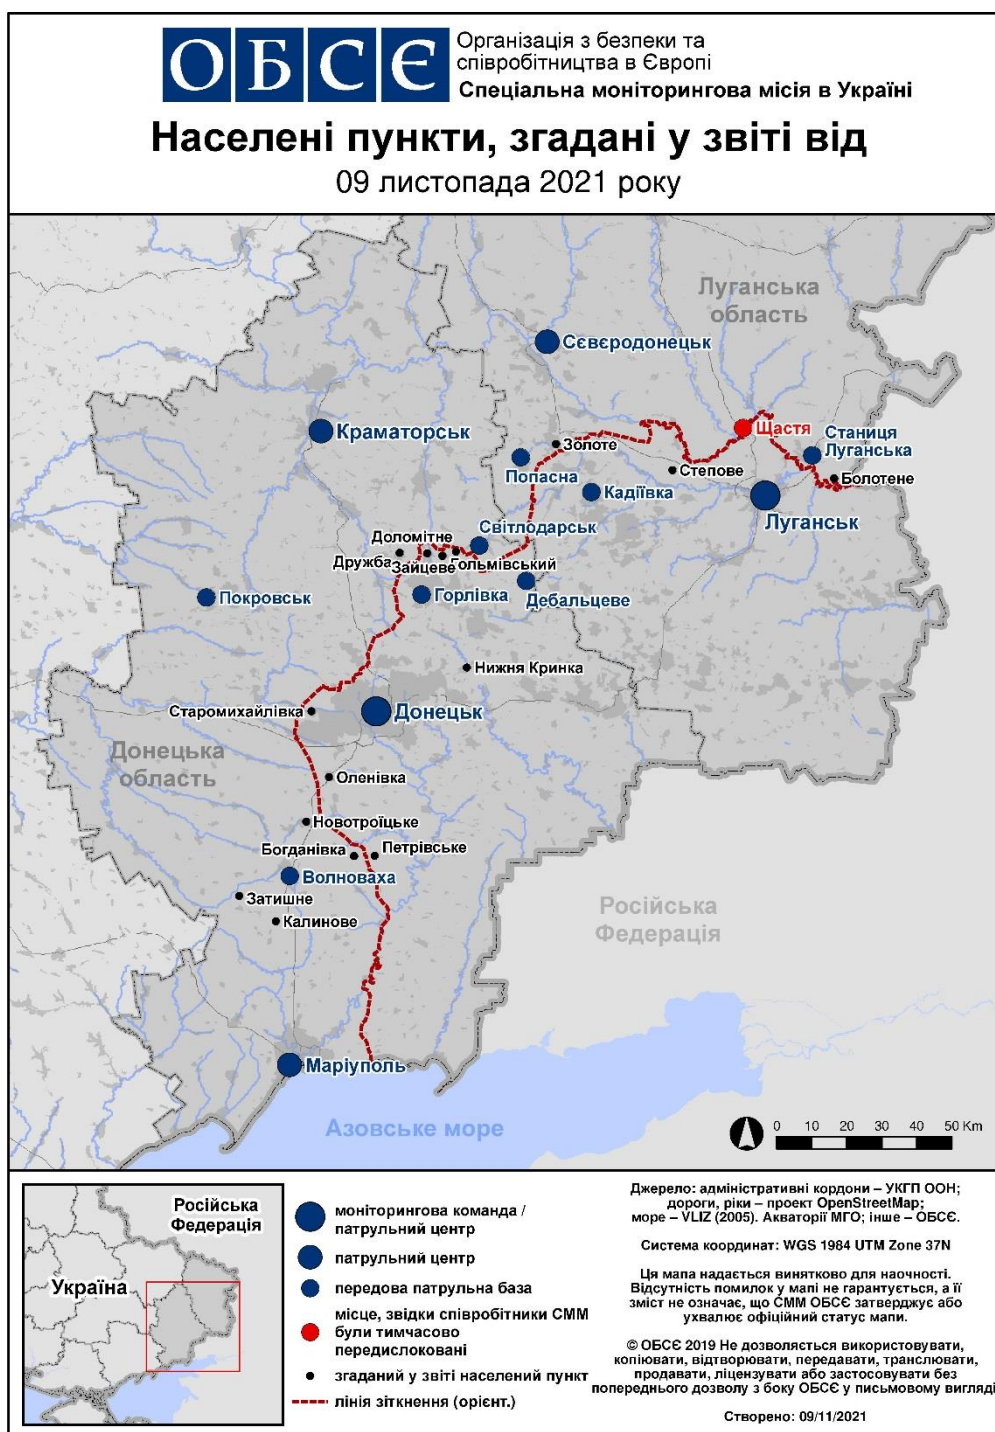 ОБСЄ
Організація з безпеки та
співробітництва в Європі
Спеціальна моніторингова місія в Україні
Населені пункти, згадані у звіті від
09 листопада 2021 року
Луганська
область
Сєвєродонецьк
Краматорськ
Щастя
Станиця
Луганська
Золоте
Попасна
Степове
Болотене
Кадіївка
Луганськ
Світлодарськ
Доломітне
Дружба
Зайцеве
Гольмівський
Горлівка
Дебальцеве
Покровськ
Нижня Кринка
Старомихайлівка
Донецьк
Донецька
область
Оленівка
Новотроїцьке
Богданівка
Петрівське
Волноваха
Затишне
Калинове
Російська
Федерація
Маріуполь
Азовське море
0 10 20 30 40 50 Km
Російська
Федерація
Україна
моніторингова команда /
патрульний центр
патрульний центр
передова патрульна база
місце, звідки співробітники СММ
були тимчасово
передислоковані
згаданий у звіті населений пункт
лінія зіткнення (орієнт.)
Джерело: адміністративні кордони – УКГП ООН;
дороги, ріки – проект OpenStreetMap;
море – VLIZ (2005). Акваторії МГО; інше – ОБСЄ.
Система координат: WGS 1984 UTM Zone 37N
Ця мапа надається винятково для наочності.
Відсутність помилок у мапі не гарантується, а її
зміст не означає, що СММ ОБСЄ затверджує або
ухвалює офіційний статус мапи.
© ОБСЄ 2019 Не дозволяється використовувати,
копіювати, відтворювати, передавати, транслювати,
продавати, ліцензувати або застосовувати без
попереднього дозволу з боку ОБСЄ у письмовому вигляді
Створено: 09/11/2021